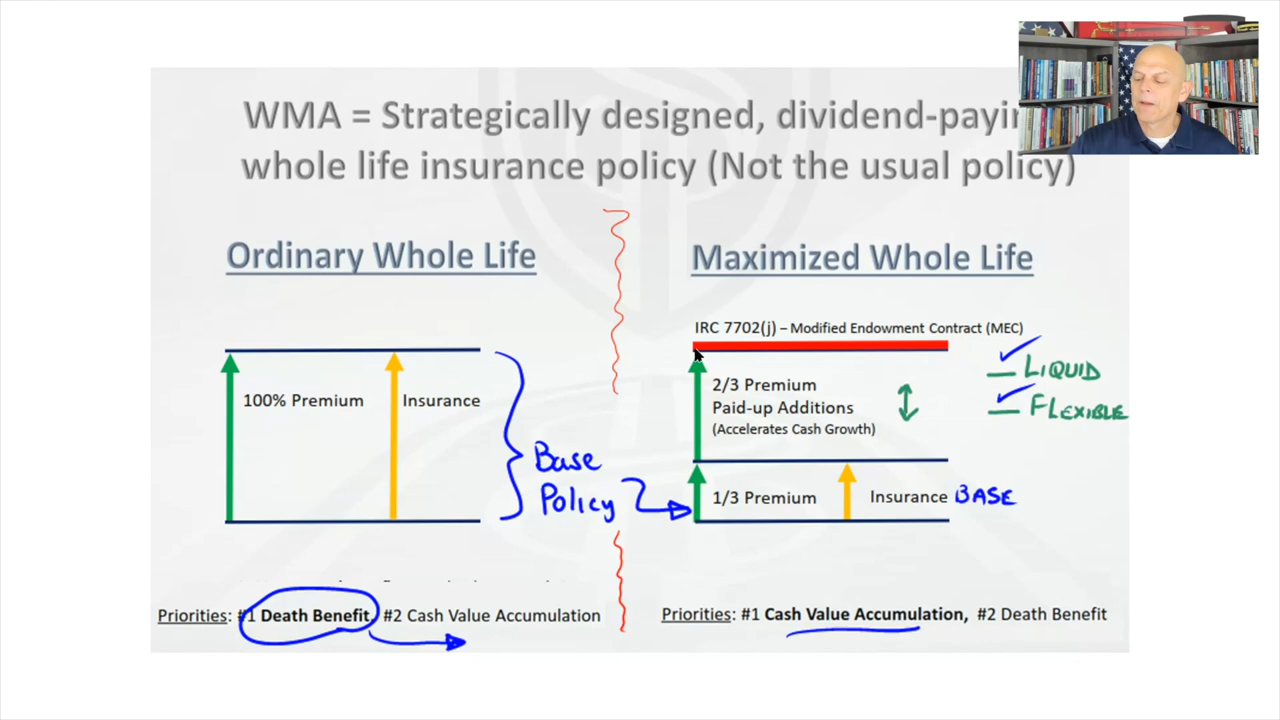 WMA = Strategically designed, dividend-payin
whole life insurance policy (Not the usual policy)
Ordinary Whole Life
100% Premium
Insurance
Base
Policy
Priorities: #1 Death Benefit, #2 Cash Value Accumulation
Maximized Whole Life
IRC 7702(j) – Modified Endowment Contract (MEC)
2/3 Premium
Paid-up Additions
(Accelerates Cash Growth)
LIQUID
FLEXIBLE
1/3 Premium
Insurance BASE
Priorities: #1 Cash Value Accumulation, #2 Death Benefit